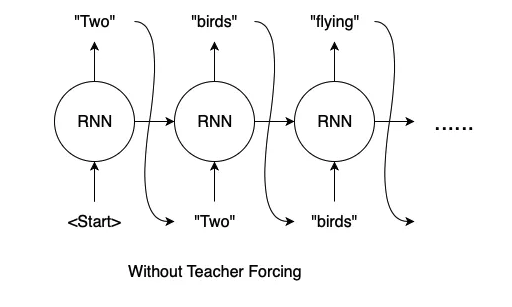 "Two" "birds" "flying"
RNN RNN RNN
......
<Start> "Two" "birds"
Without Teacher Forcing